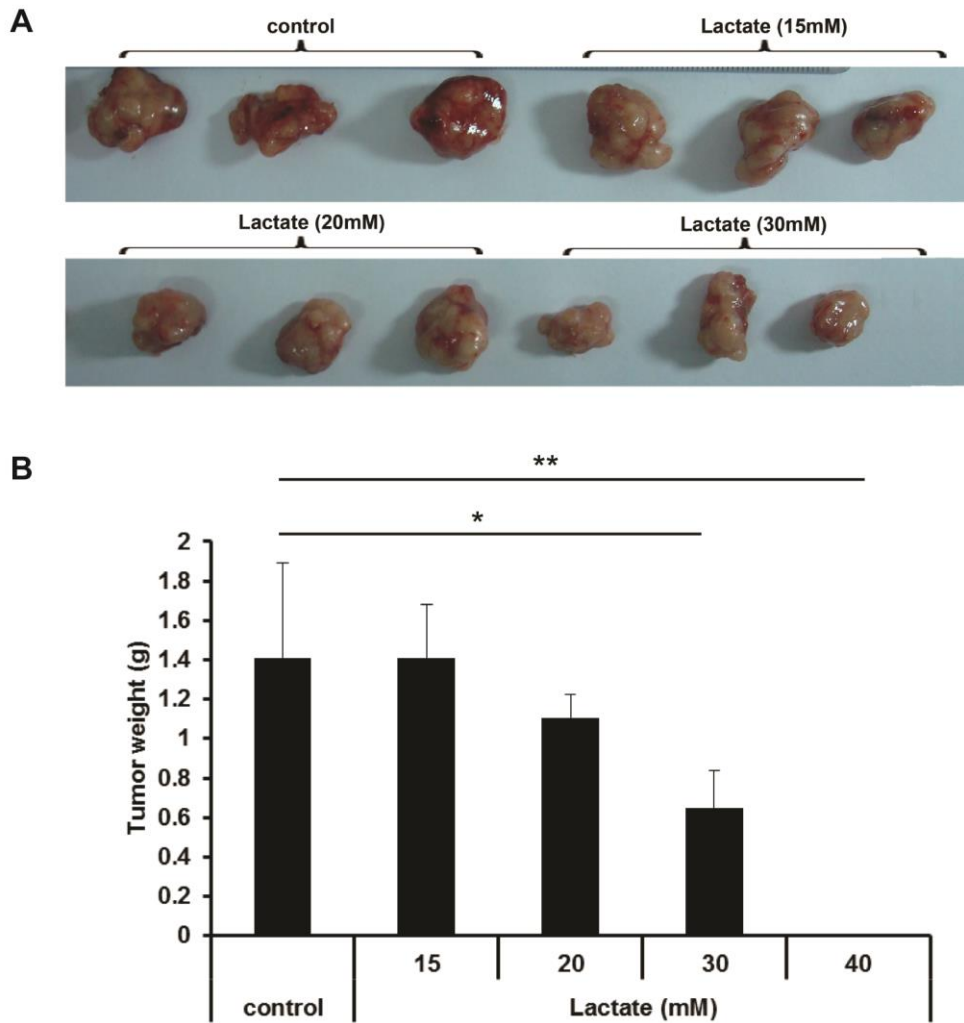 A
control
Lactate (15mM)
Lactate (20mM)
Lactate (30mM)
B
**
*
Tumor weight (g)
2
1.8
1.6
1.4
1.2
1
0.8
0.6
0.4
0.2
0
15
20
30
40
control
Lactate (mM)